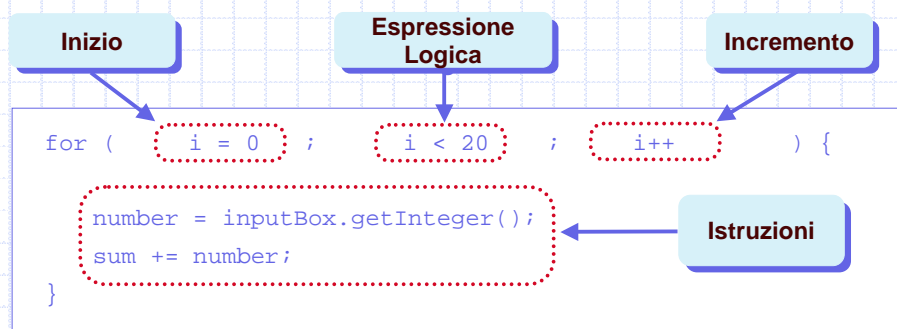 Inizio
Espressione
Logica
Incremento
for ( i = 0 ; i < 20 ; i++ ) {
number = inputBox.getInteger();
sum += number;
Istruzioni
}